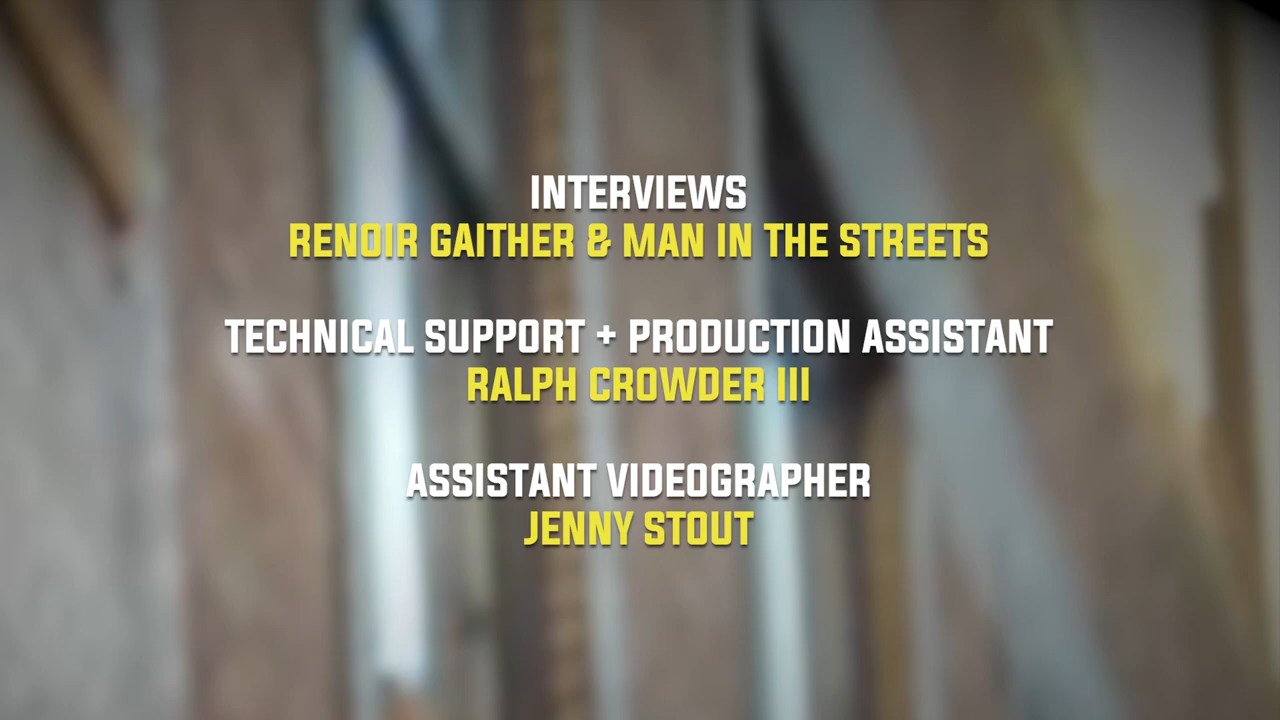 INTERVIEWS
RENOIR GAITHER & MAN IN THE STREETS
TECHNICAL SUPPORT + PRODUCTION ASSISTANT
RALPH CROWDER III
ASSISTANT VIDEOGRAPHER
JENNY STOUT